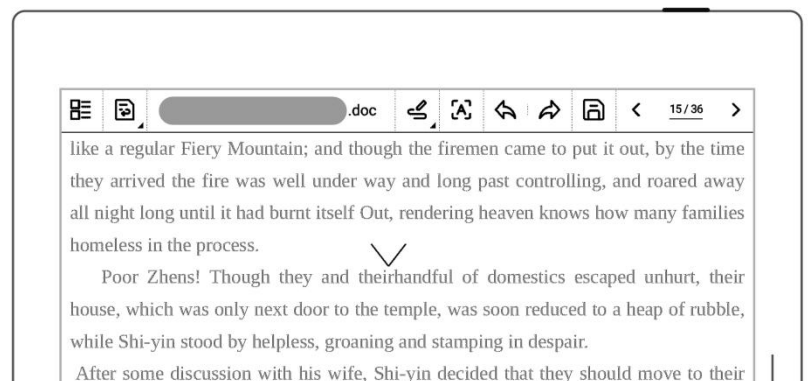 .doc
15 / 36
like a regular Fiery Mountain; and though the firemen came to put it out, by the time
they arrived the fire was well under way and long past controlling, and roared away
all night long until it had burnt itself Out, rendering heaven knows how many families
homeless in the process.
Poor Zhens! Though they and theirhandful of domestics escaped unhurt, their
house, which was only next door to the temple, was soon reduced to a heap of rubble,
while Shi-yin stood by helpless, groaning and stamping in despair.
After some discussion with his wife, Shi-yin decided that they should move to their